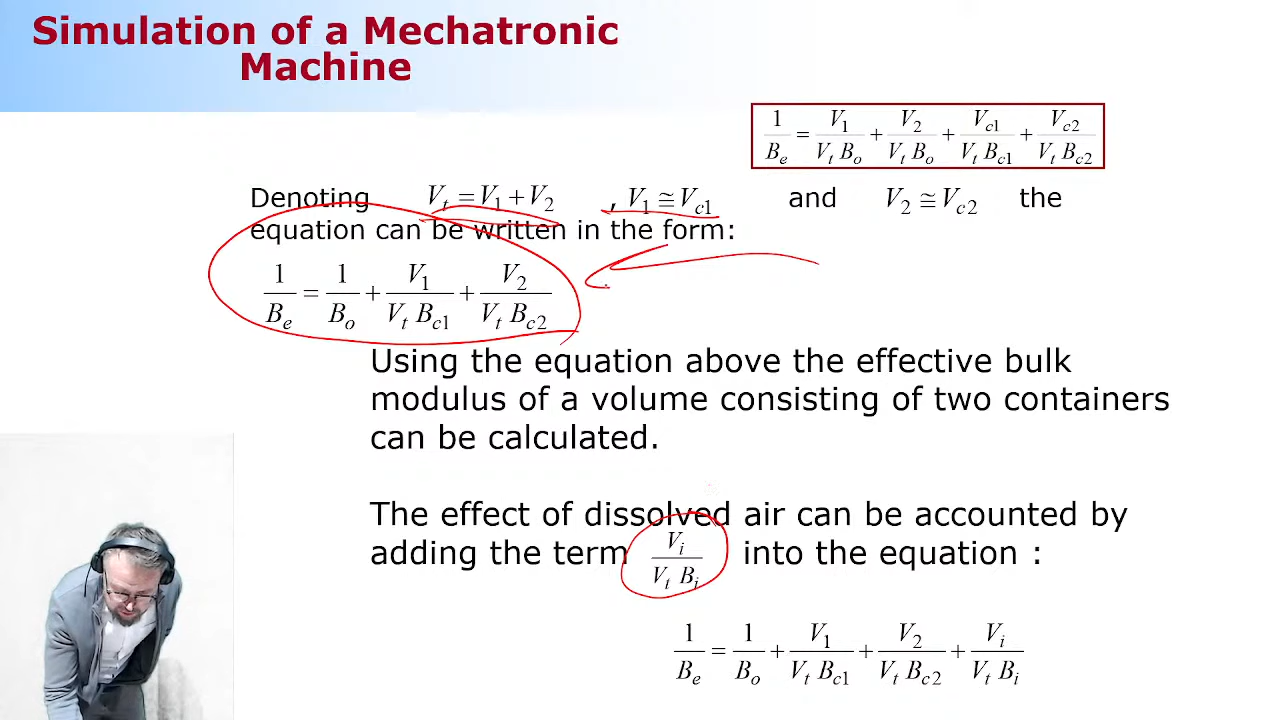 Simulation of a Mechatronic
Machine
1/B_e = V_1/(V_t B_o) + V_2/(V_t B_o) + V_c1/(V_t B_c1) + V_c2/(V_t B_c2)
Denoting V_t = V_1 + V_2 , V_1 ≅ V_c1 and V_2 ≅ V_c2 the
equation can be written in the form:
1/B_e = 1/B_o + V_1/(V_t B_c1) + V_2/(V_t B_c2)
Using the equation above the effective bulk
modulus of a volume consisting of two containers
can be calculated.
The effect of dissolved air can be accounted by
adding the term V_i/(V_t B_i) into the equation :
1/B_e = 1/B_o + V_1/(V_t B_c1) + V_2/(V_t B_c2) + V_i/(V_t B_i)